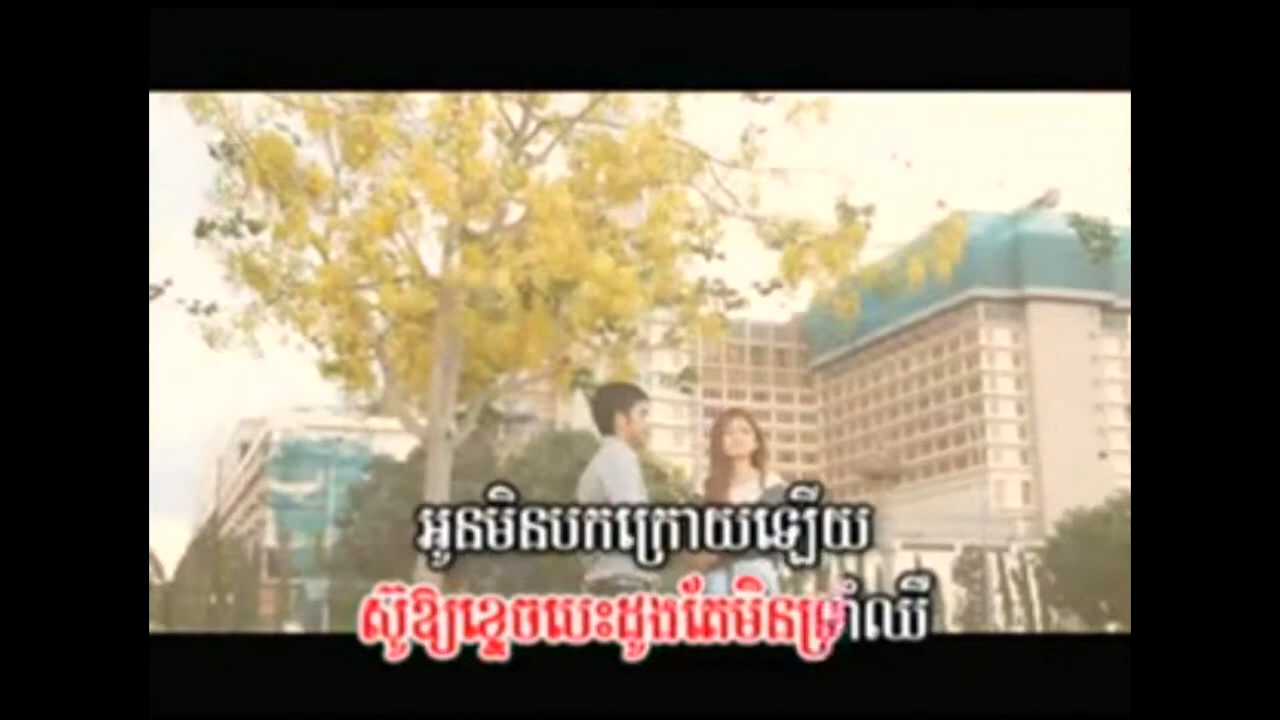 អូនមិនបកក្រោយឡើយ
ស៊ូឱ្យខ្ទេចបេះដូងតែមិនទ្រាំឈឺ